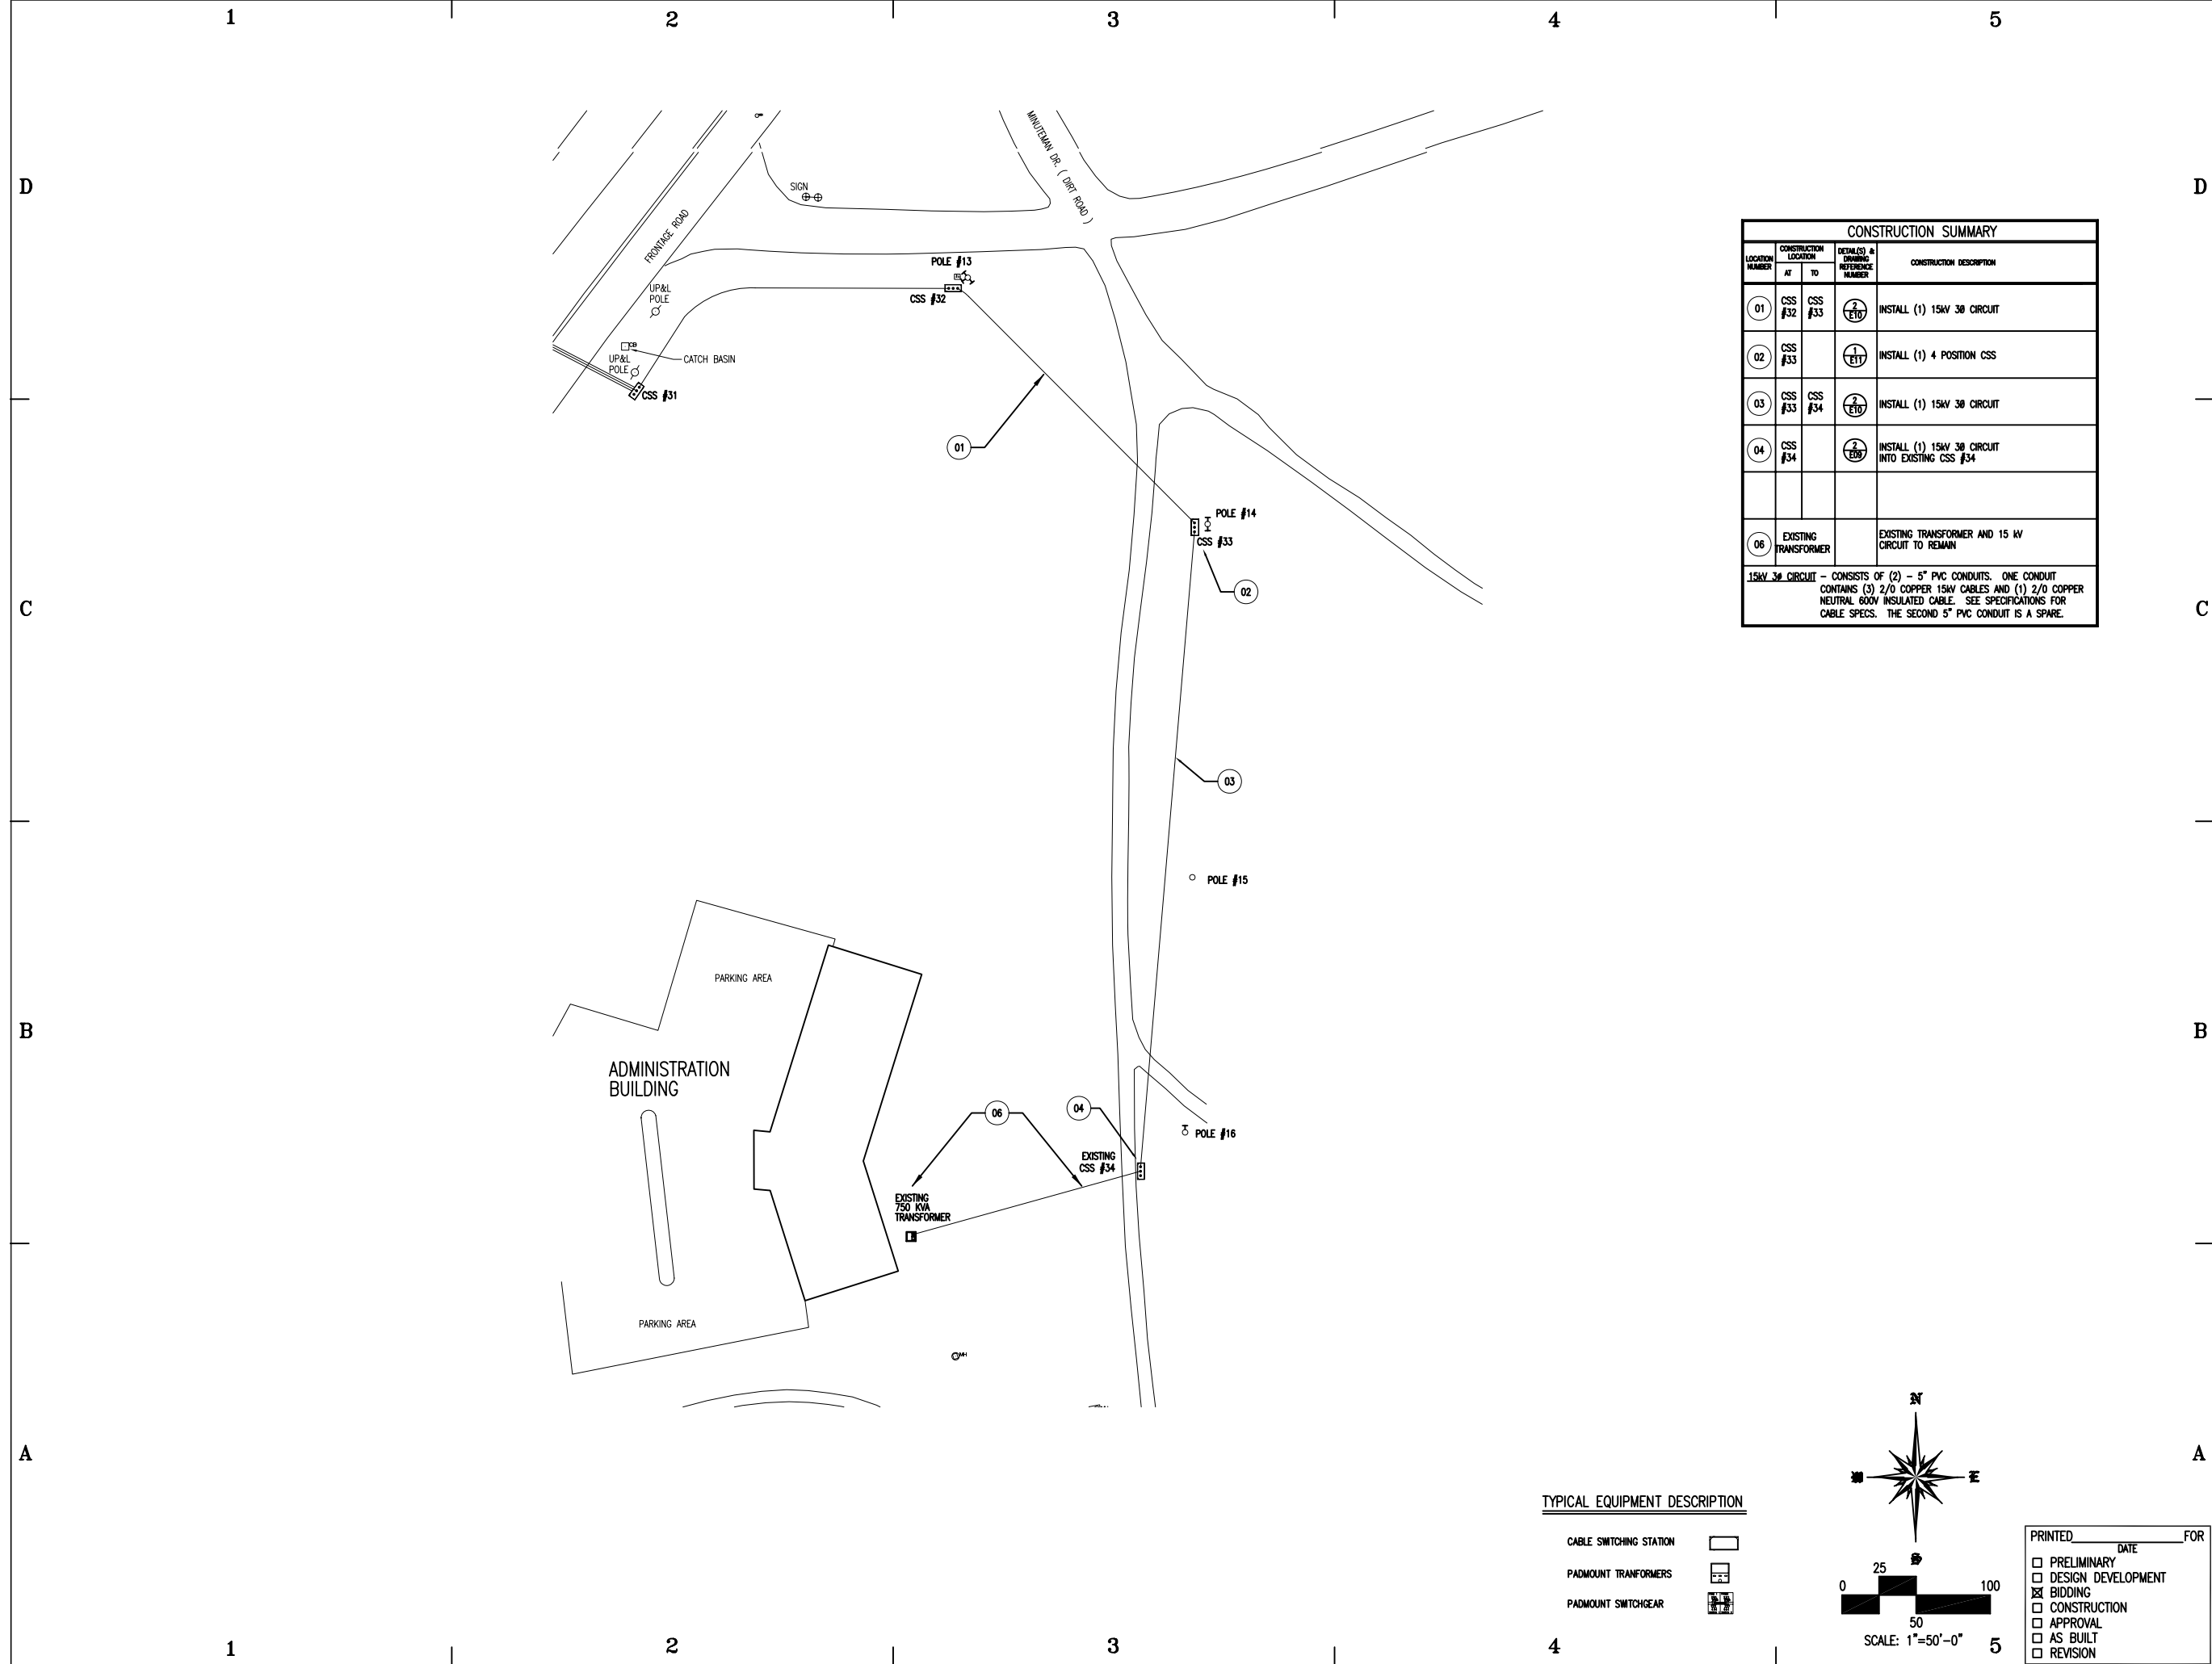 1 2 3 4 5
D D
C C
B B
A A
MINUTEMAN DR. ( DIRT ROAD )
SIGN
FRONTAGE ROAD
POLE #13
CSS #32
UP&L
POLE
CB
CATCH BASIN
UP&L
POLE
CSS #31
01
POLE #14
CSS #33
02
03
POLE #15
PARKING AREA
ADMINISTRATION
BUILDING
06
04
POLE #16
EXISTING
CSS #34
EXISTING
750 KVA
TRANSFORMER
PARKING AREA
MH
CONSTRUCTION SUMMARY
LOCATION NUMBER
CONSTRUCTION LOCATION
AT TO
DETAIL(S) & DRAWING REFERENCE NUMBER
CONSTRUCTION DESCRIPTION
01 CSS #32 CSS #33 2 E10 INSTALL (1) 15kV 3Ø CIRCUIT
02 CSS #33 1 E11 INSTALL (1) 4 POSITION CSS
03 CSS #33 CSS #34 2 E10 INSTALL (1) 15kV 3Ø CIRCUIT
04 CSS #34 2 E09 INSTALL (1) 15kV 3Ø CIRCUIT
INTO EXISTING CSS #34
06 EXISTING TRANSFORMER EXISTING TRANSFORMER AND 15 kV
CIRCUIT TO REMAIN
15kV 3Ø CIRCUIT – CONSISTS OF (2) – 5" PVC CONDUITS. ONE CONDUIT
CONTAINS (3) 2/0 COPPER 15kV CABLES AND (1) 2/0 COPPER
NEUTRAL 600V INSULATED CABLE. SEE SPECIFICATIONS FOR
CABLE SPECS. THE SECOND 5" PVC CONDUIT IS A SPARE.
TYPICAL EQUIPMENT DESCRIPTION
CABLE SWITCHING STATION
PADMOUNT TRANFORMERS
PADMOUNT SWITCHGEAR
N
W E
S
0 25 50 100
SCALE: 1"=50'-0"
PRINTED FOR
DATE
PRELIMINARY
DESIGN DEVELOPMENT
BIDDING
CONSTRUCTION
APPROVAL
AS BUILT
REVISION
1 2 3 4 5